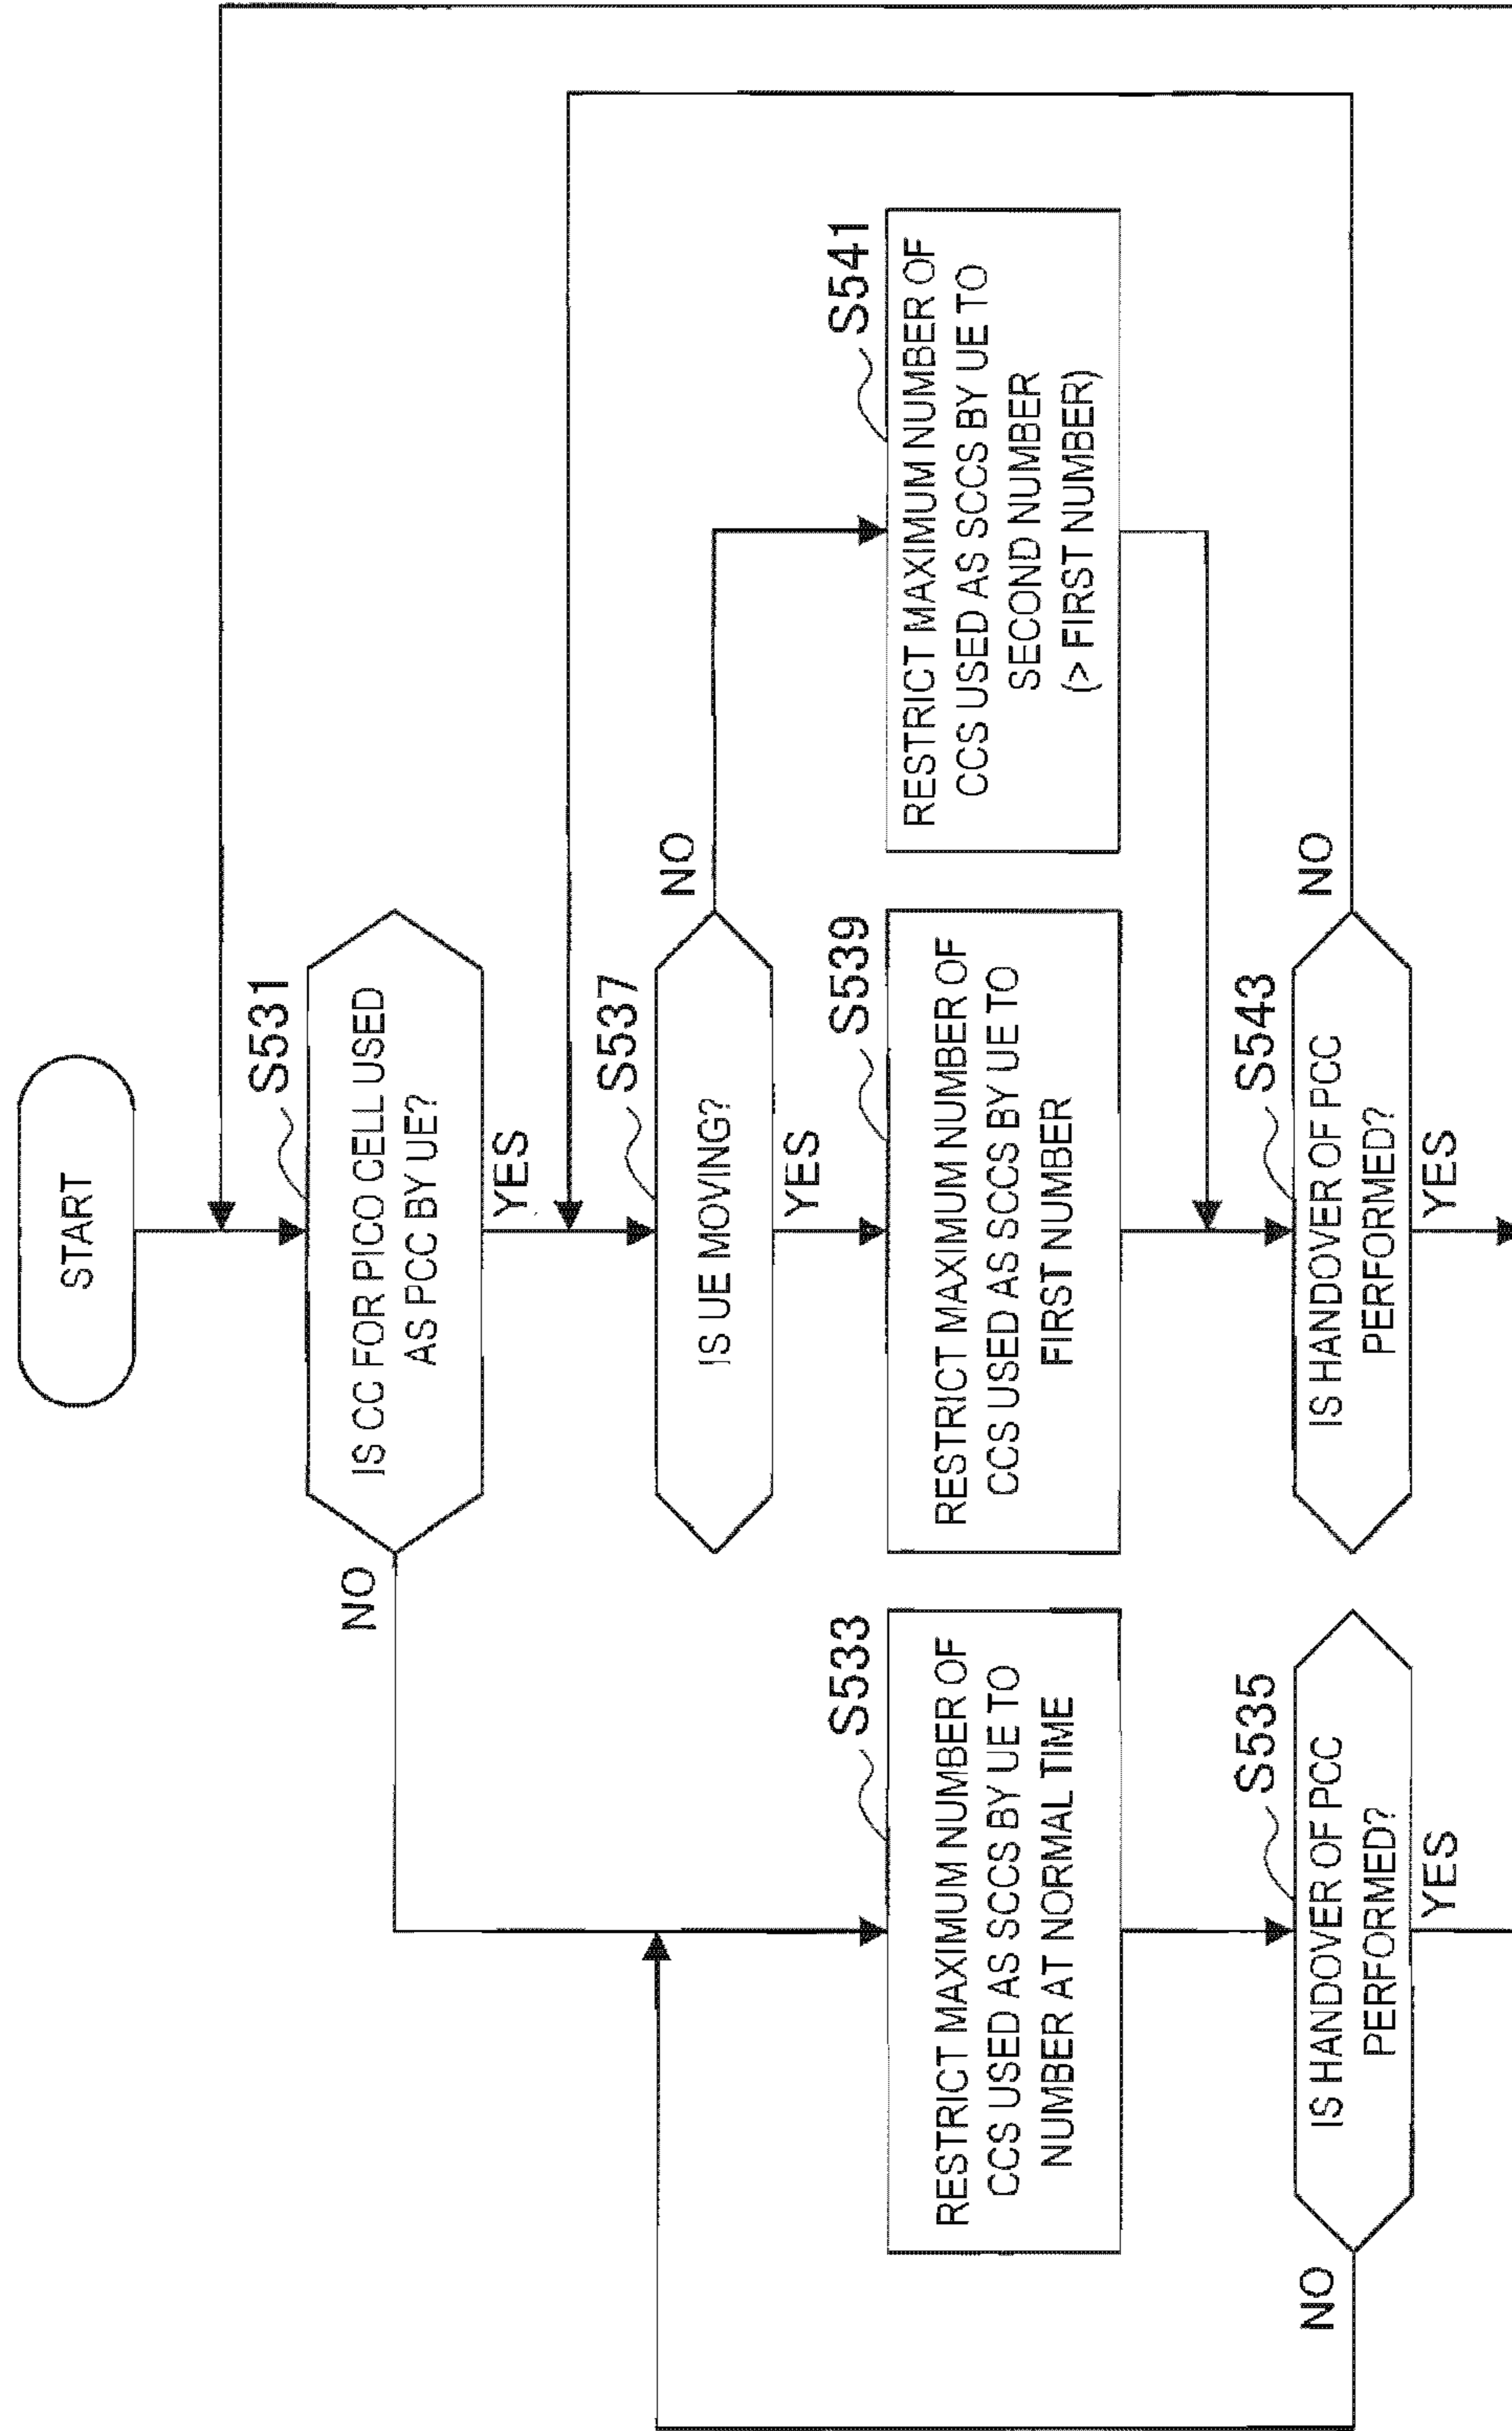 START
S531
IS CC FOR PICO CELL USED
AS PCC BY UE?
NO
YES
S537
IS UE MOVING?
NO
YES
S533
RESTRICT MAXIMUM NUMBER OF
CCS USED AS SCCS BY UE TO
NUMBER AT NORMAL TIME
S539
RESTRICT MAXIMUM NUMBER OF
CCS USED AS SCCS BY UE TO
FIRST NUMBER
S541
RESTRICT MAXIMUM NUMBER OF
CCS USED AS SCCS BY UE TO
SECOND NUMBER
(> FIRST NUMBER)
S535
IS HANDOVER OF PCC
PERFORMED?
NO
YES
S543
IS HANDOVER OF PCC
PERFORMED?
NO
YES